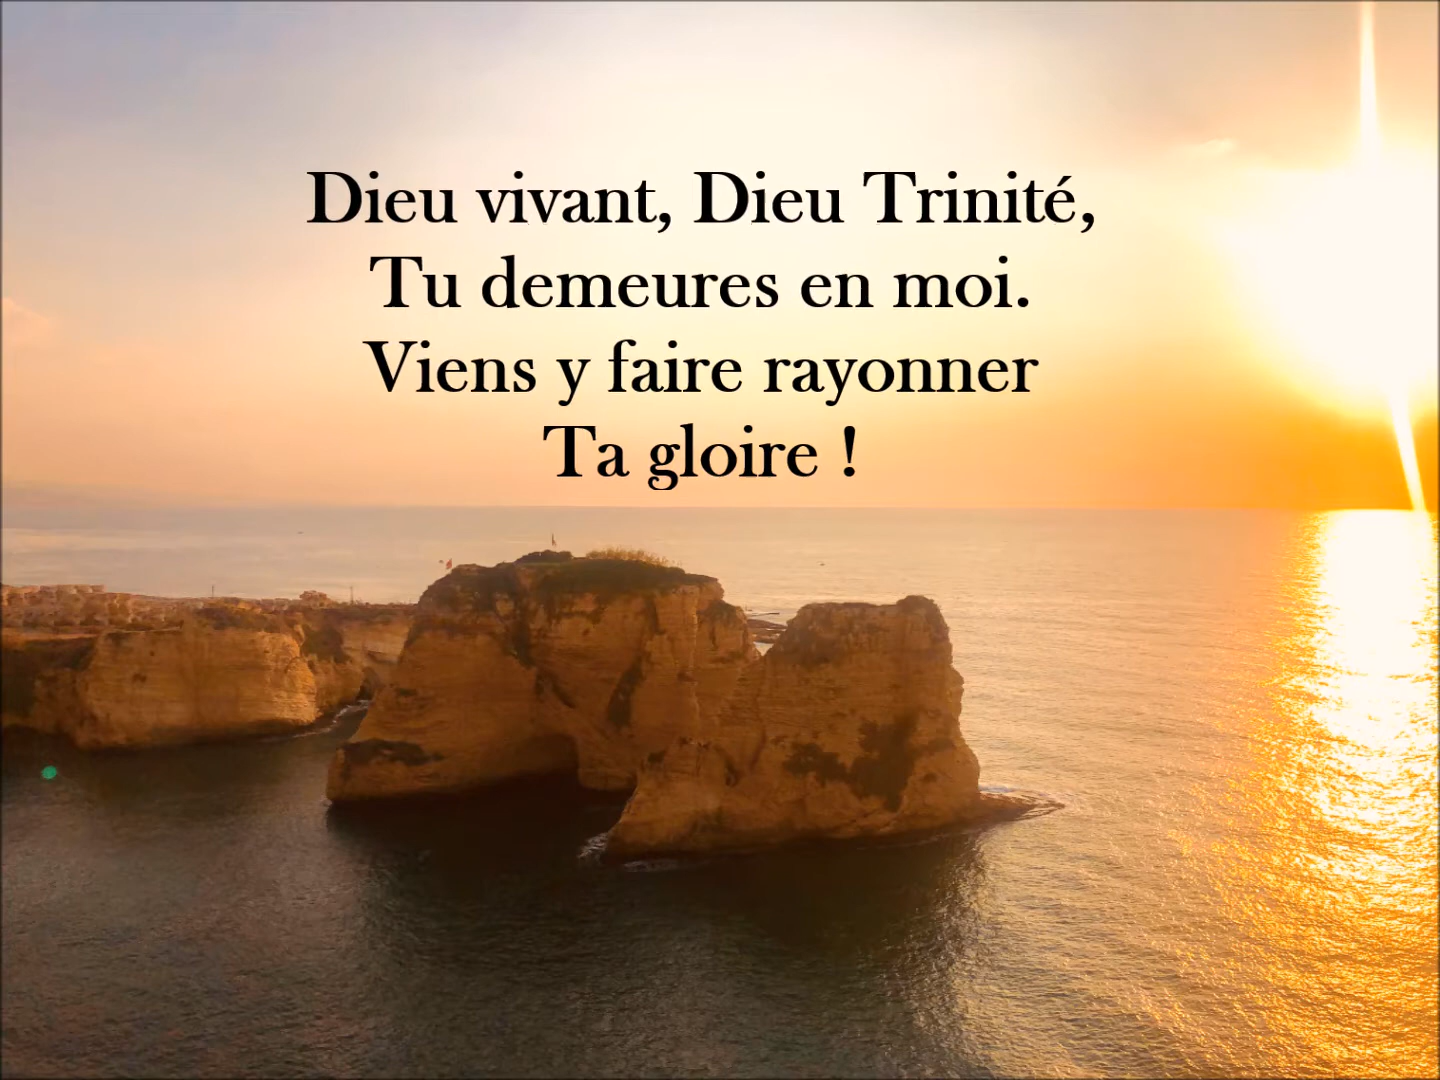 Dieu vivant, Dieu Trinité,
Tu demeures en moi.
Viens y faire rayonner
Ta gloire !